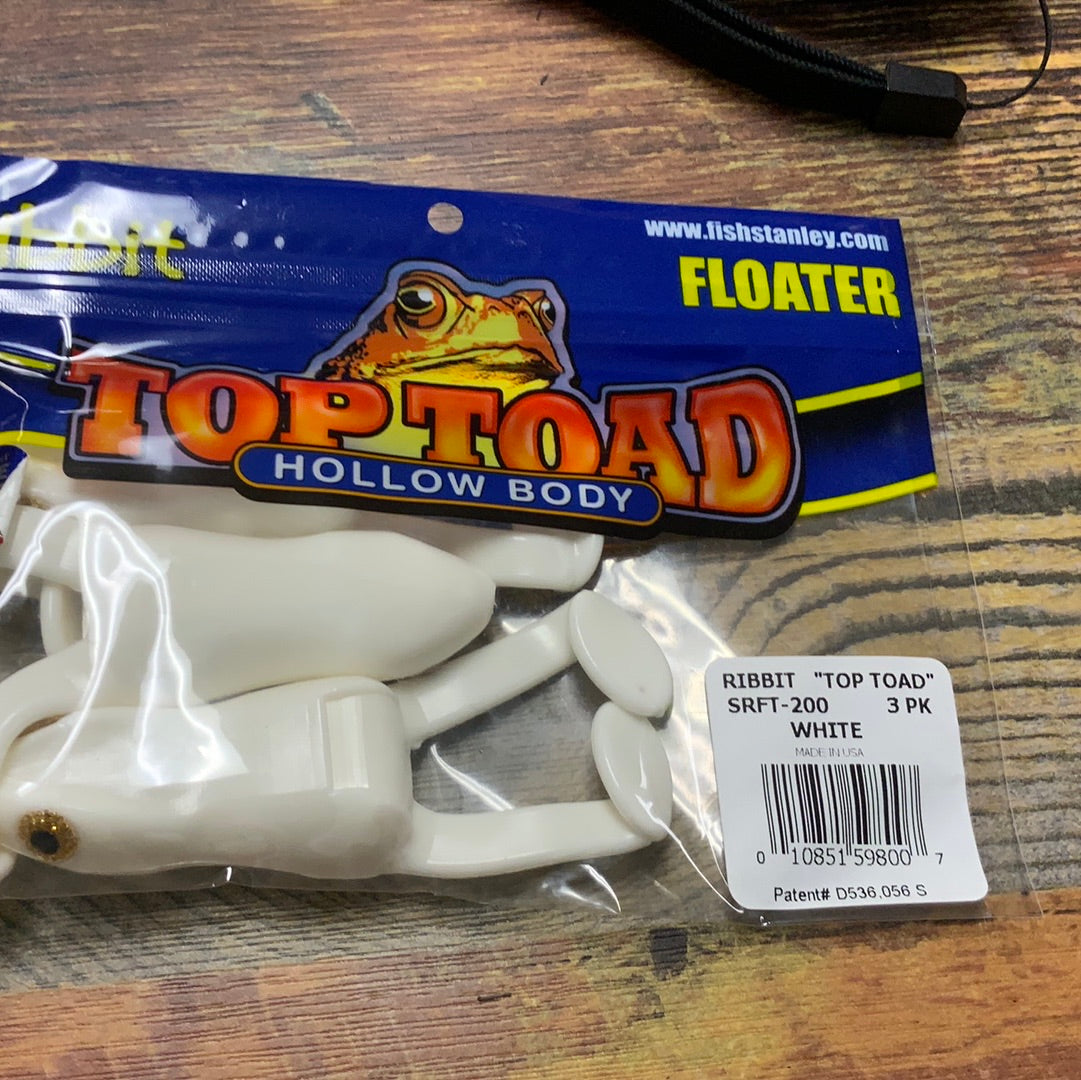 www.fishstanley.com
FLOATER
TOP TOAD
HOLLOW BODY
RIBBIT "TOP TOAD"
SRFT-200 3 PK
WHITE
MADE IN USA
0 10851 59800 7
Patent# D536,056 S